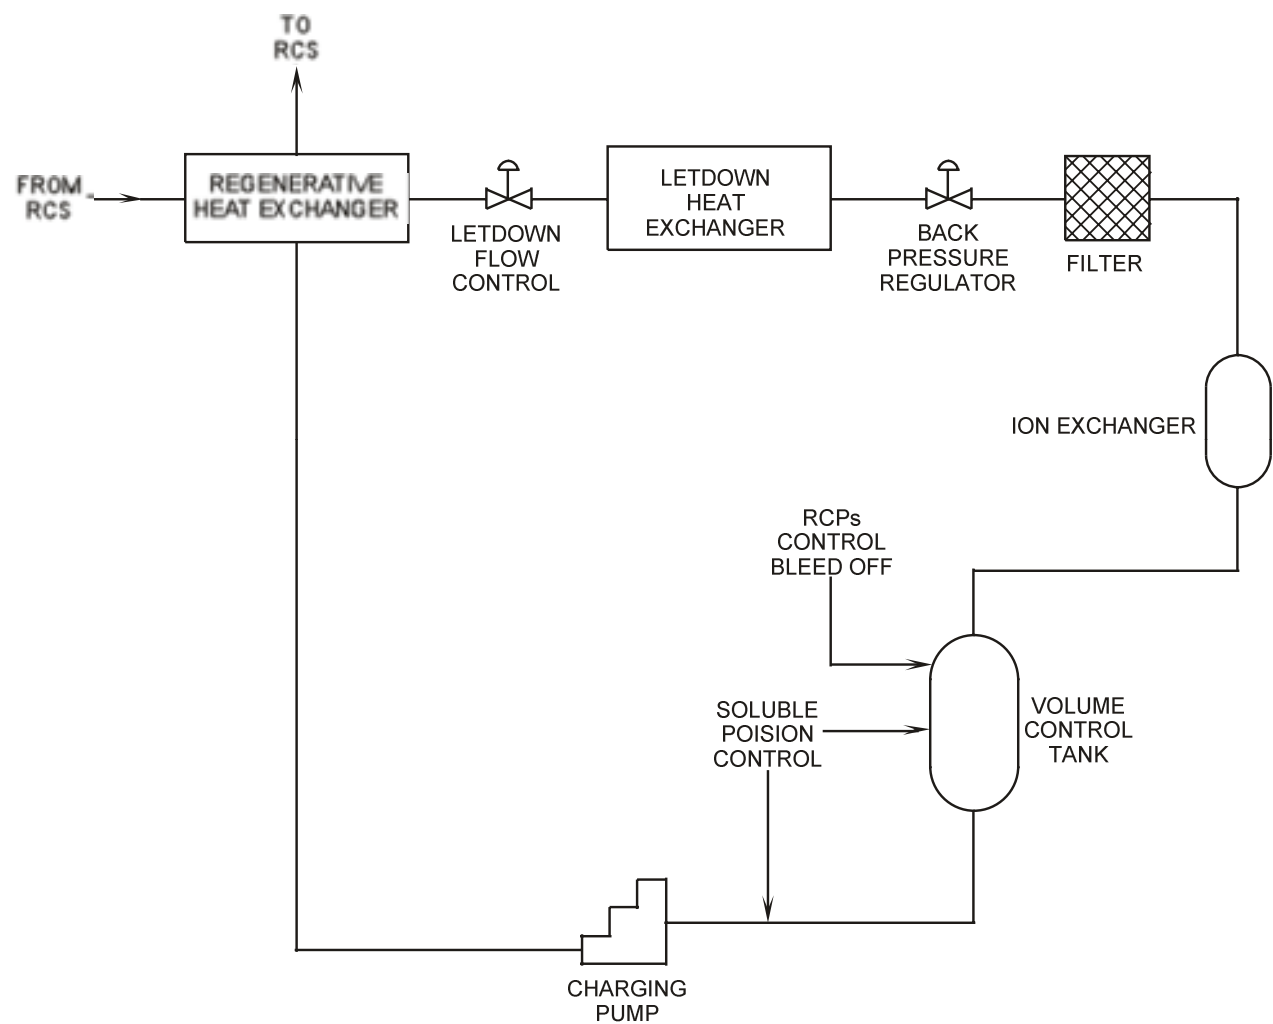 TO
RCS
FROM
RCS
REGENERATIVE
HEAT EXCHANGER
LETDOWN
FLOW
CONTROL
LETDOWN
HEAT
EXCHANGER
BACK
PRESSURE
REGULATOR
FILTER
ION EXCHANGER
RCPs
CONTROL
BLEED OFF
SOLUBLE
POISION
CONTROL
VOLUME
CONTROL
TANK
CHARGING
PUMP